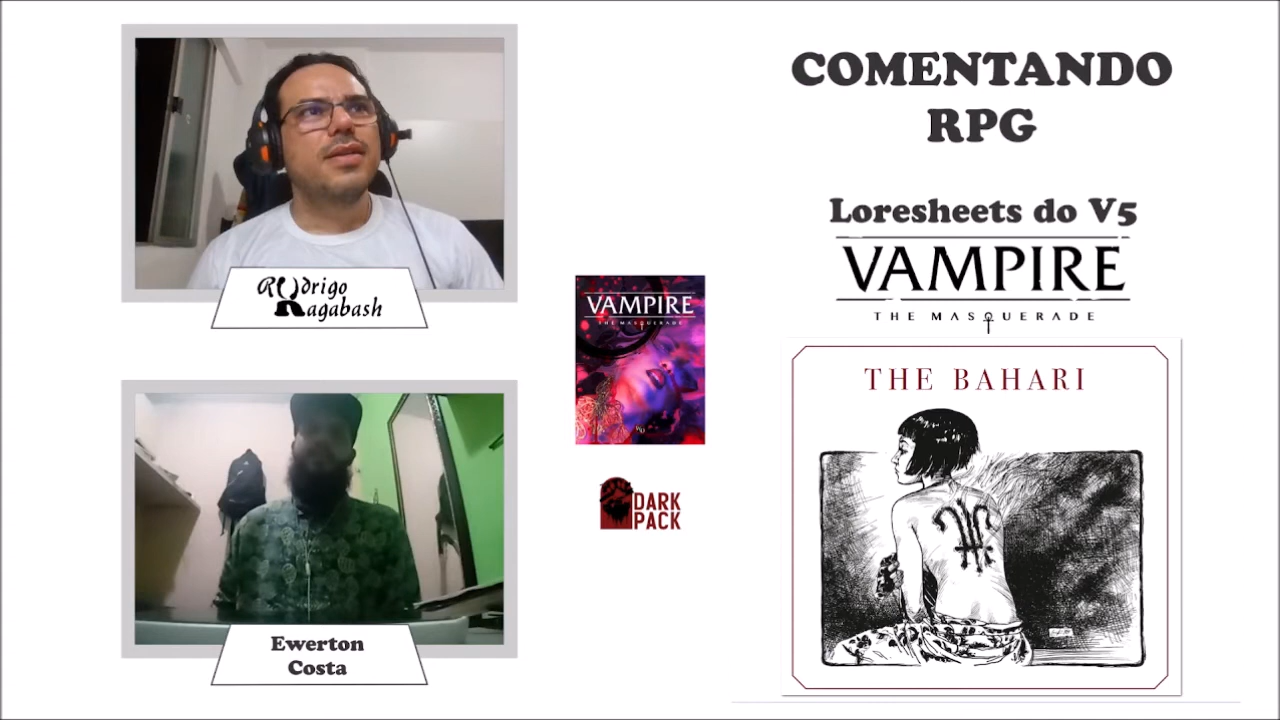 COMENTANDO
RPG
Loresheets do V5
VAMPIRE
THE MASQUERADE
THE BAHARI
Rodrigo
Ragabash
VAMPIRE
THE MASQUERADE
DARK
PACK
Ewerton
Costa